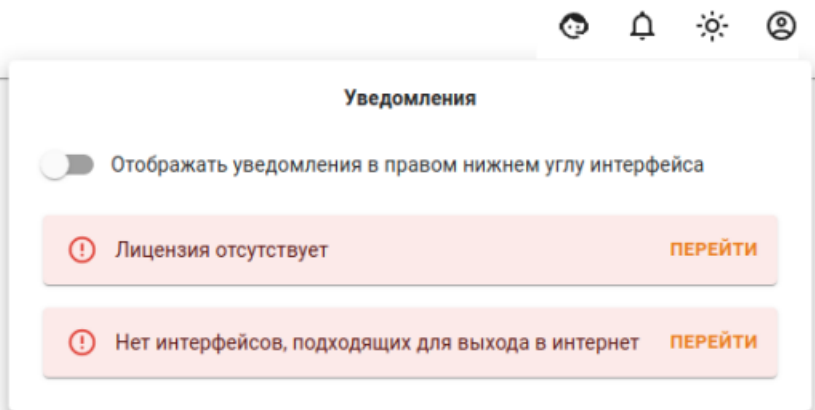 Уведомления
Отображать уведомления в правом нижнем углу интерфейса
Лицензия отсутствует ПЕРЕЙТИ
Нет интерфейсов, подходящих для выхода в интернет ПЕРЕЙТИ